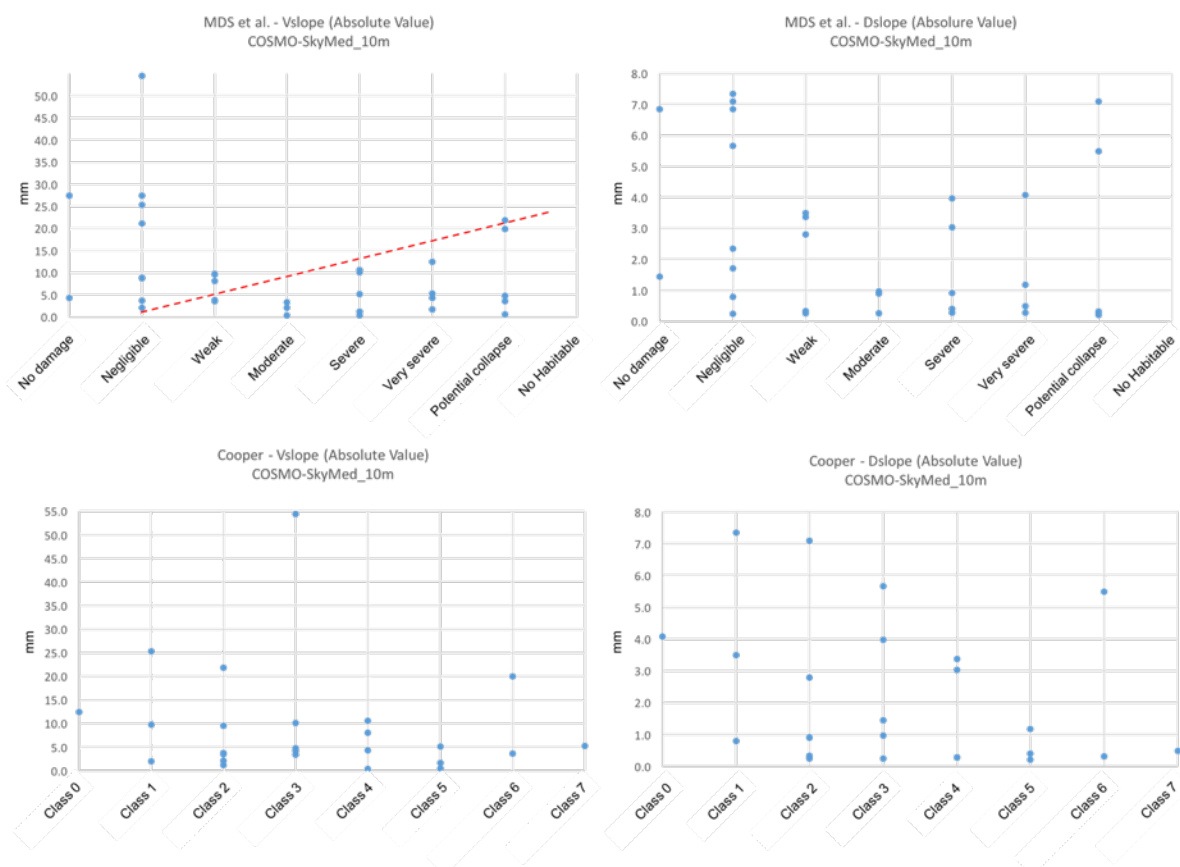 MDS et al. - Vslope (Absolute Value)
COSMO-SkyMed_10m
mm
50.0
45.0
40.0
35.0
30.0
25.0
20.0
15.0
10.0
5.0
0.0
No damage
Negligible
Weak
Moderate
Severe
Very severe
Potential collapse
No Habitable
MDS et al. - Dslope (Absolure Value)
COSMO-SkyMed_10m
mm
8.0
7.0
6.0
5.0
4.0
3.0
2.0
1.0
0.0
No damage
Negligible
Weak
Moderate
Severe
Very severe
Potential collapse
No Habitable
Cooper - Vslope (Absolute Value)
COSMO-SkyMed_10m
mm
55.0
50.0
45.0
40.0
35.0
30.0
25.0
20.0
15.0
10.0
5.0
0.0
Class 0
Class 1
Class 2
Class 3
Class 4
Class 5
Class 6
Class 7
Cooper - Dslope (Absolute Value)
COSMO-SkyMed_10m
mm
8.0
7.0
6.0
5.0
4.0
3.0
2.0
1.0
0.0
Class 0
Class 1
Class 2
Class 3
Class 4
Class 5
Class 6
Class 7